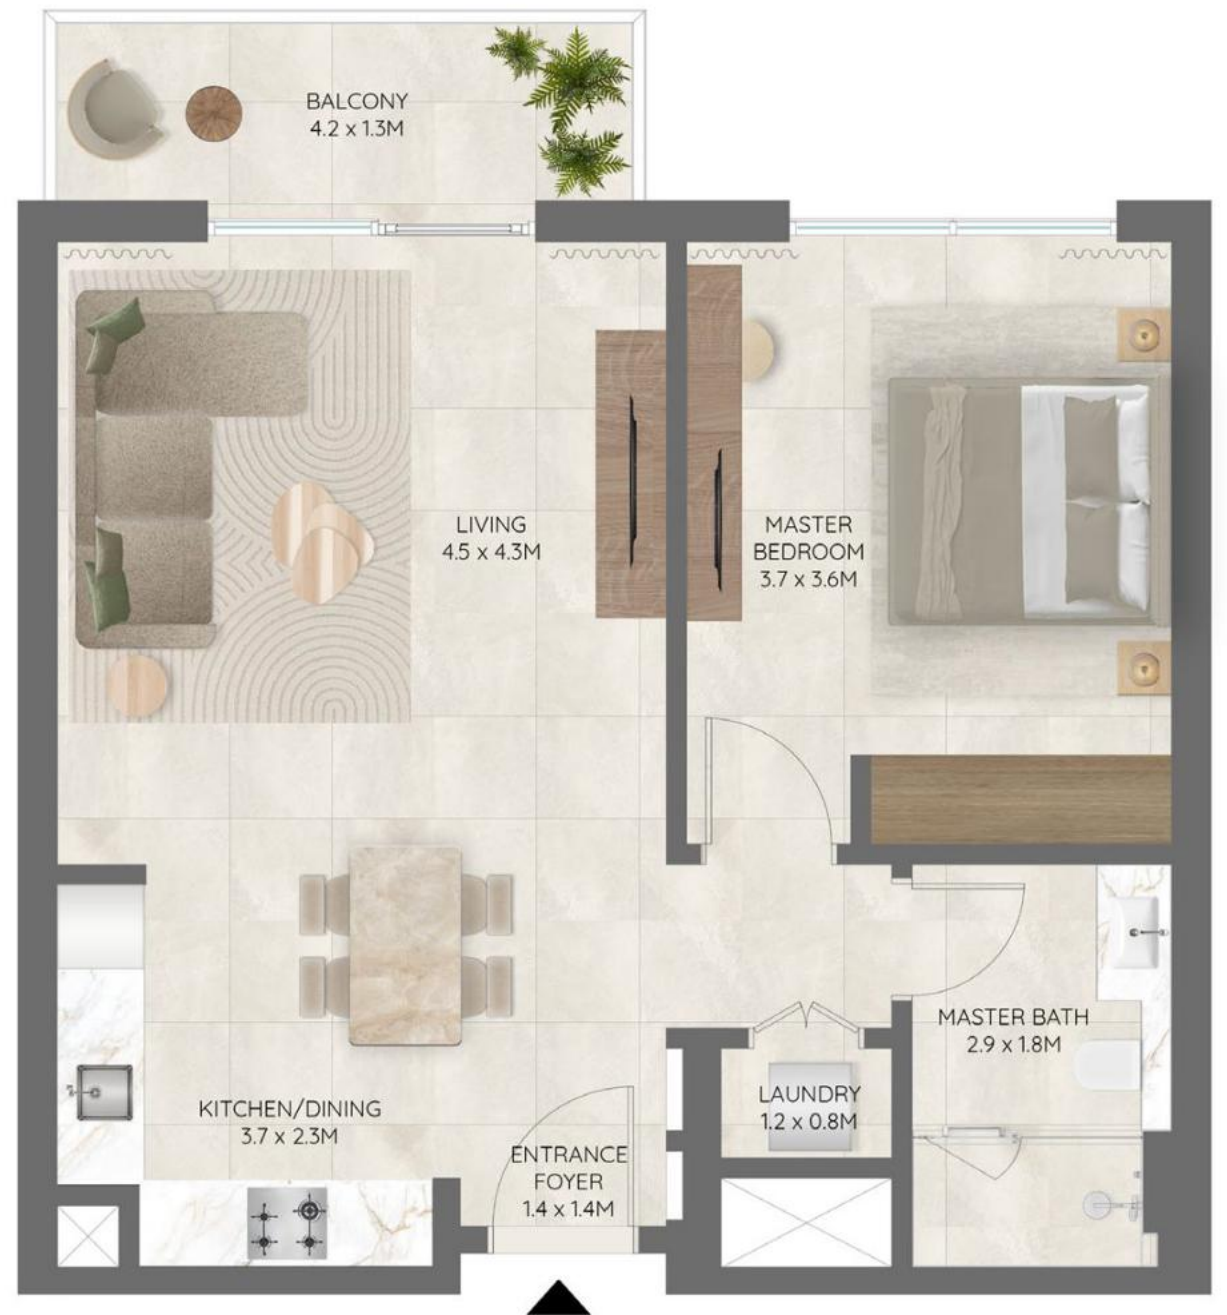 BALCONY
4.2 x 1.3M
LIVING
4.5 x 4.3M
MASTER
BEDROOM
3.7 x 3.6M
MASTER BATH
2.9 x 1.8M
LAUNDRY
1.2 x 0.8M
KITCHEN/DINING
3.7 x 2.3M
ENTRANCE
FOYER
1.4 x 1.4M